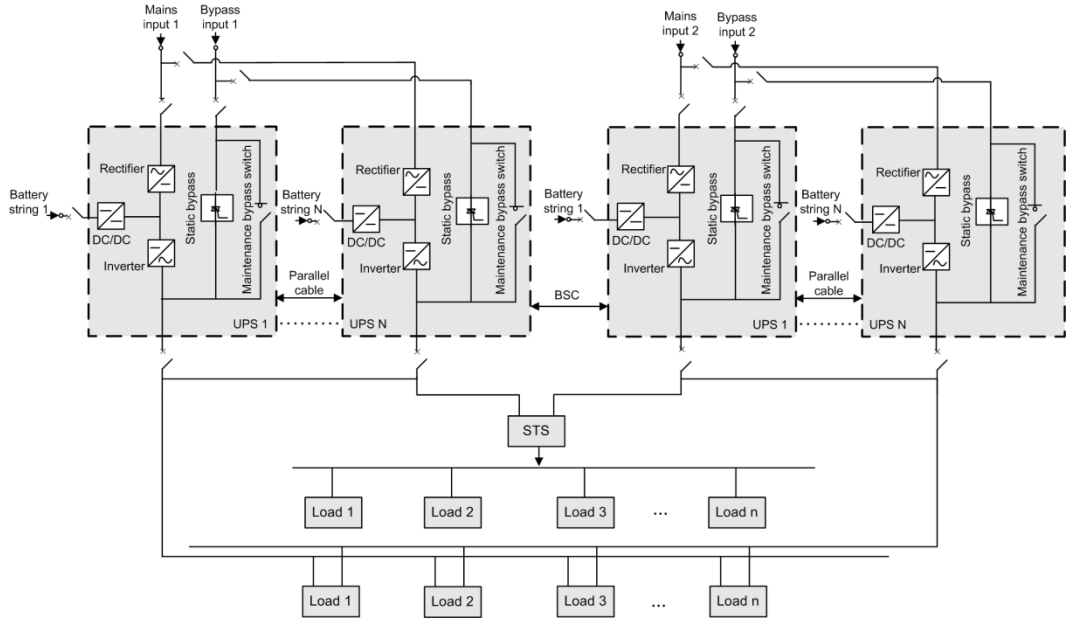 Mains
input 1
Bypass
input 1
Mains
input 2
Bypass
input 2
Rectifier
Battery
string 1
DC/DC
Inverter
Static bypass
Maintenance bypass switch
UPS 1
Parallel
cable
Rectifier
Battery
string N
DC/DC
Inverter
Static bypass
Maintenance bypass switch
UPS N
BSC
Rectifier
Battery
string 1
DC/DC
Inverter
Static bypass
Maintenance bypass switch
UPS 1
Parallel
cable
Rectifier
Battery
string N
DC/DC
Inverter
Static bypass
Maintenance bypass switch
UPS N
STS
Load 1
Load 2
Load 3
...
Load n
Load 1
Load 2
Load 3
...
Load n